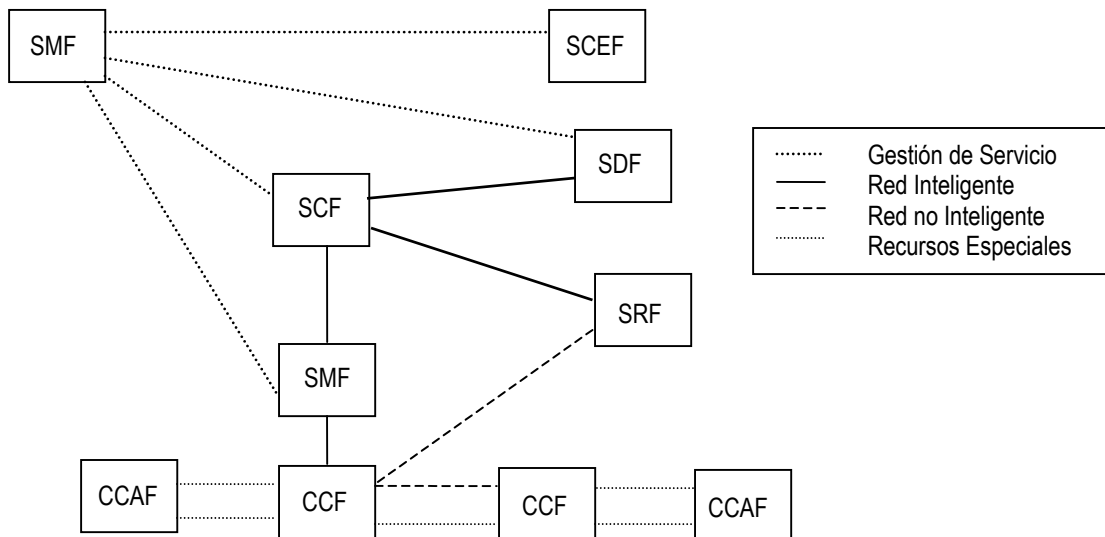 SMF
SCEF
SDF
SCF
SRF
SMF
CCAF
CCF
CCF
CCAF
Gestión de Servicio
Red Inteligente
Red no Inteligente
Recursos Especiales